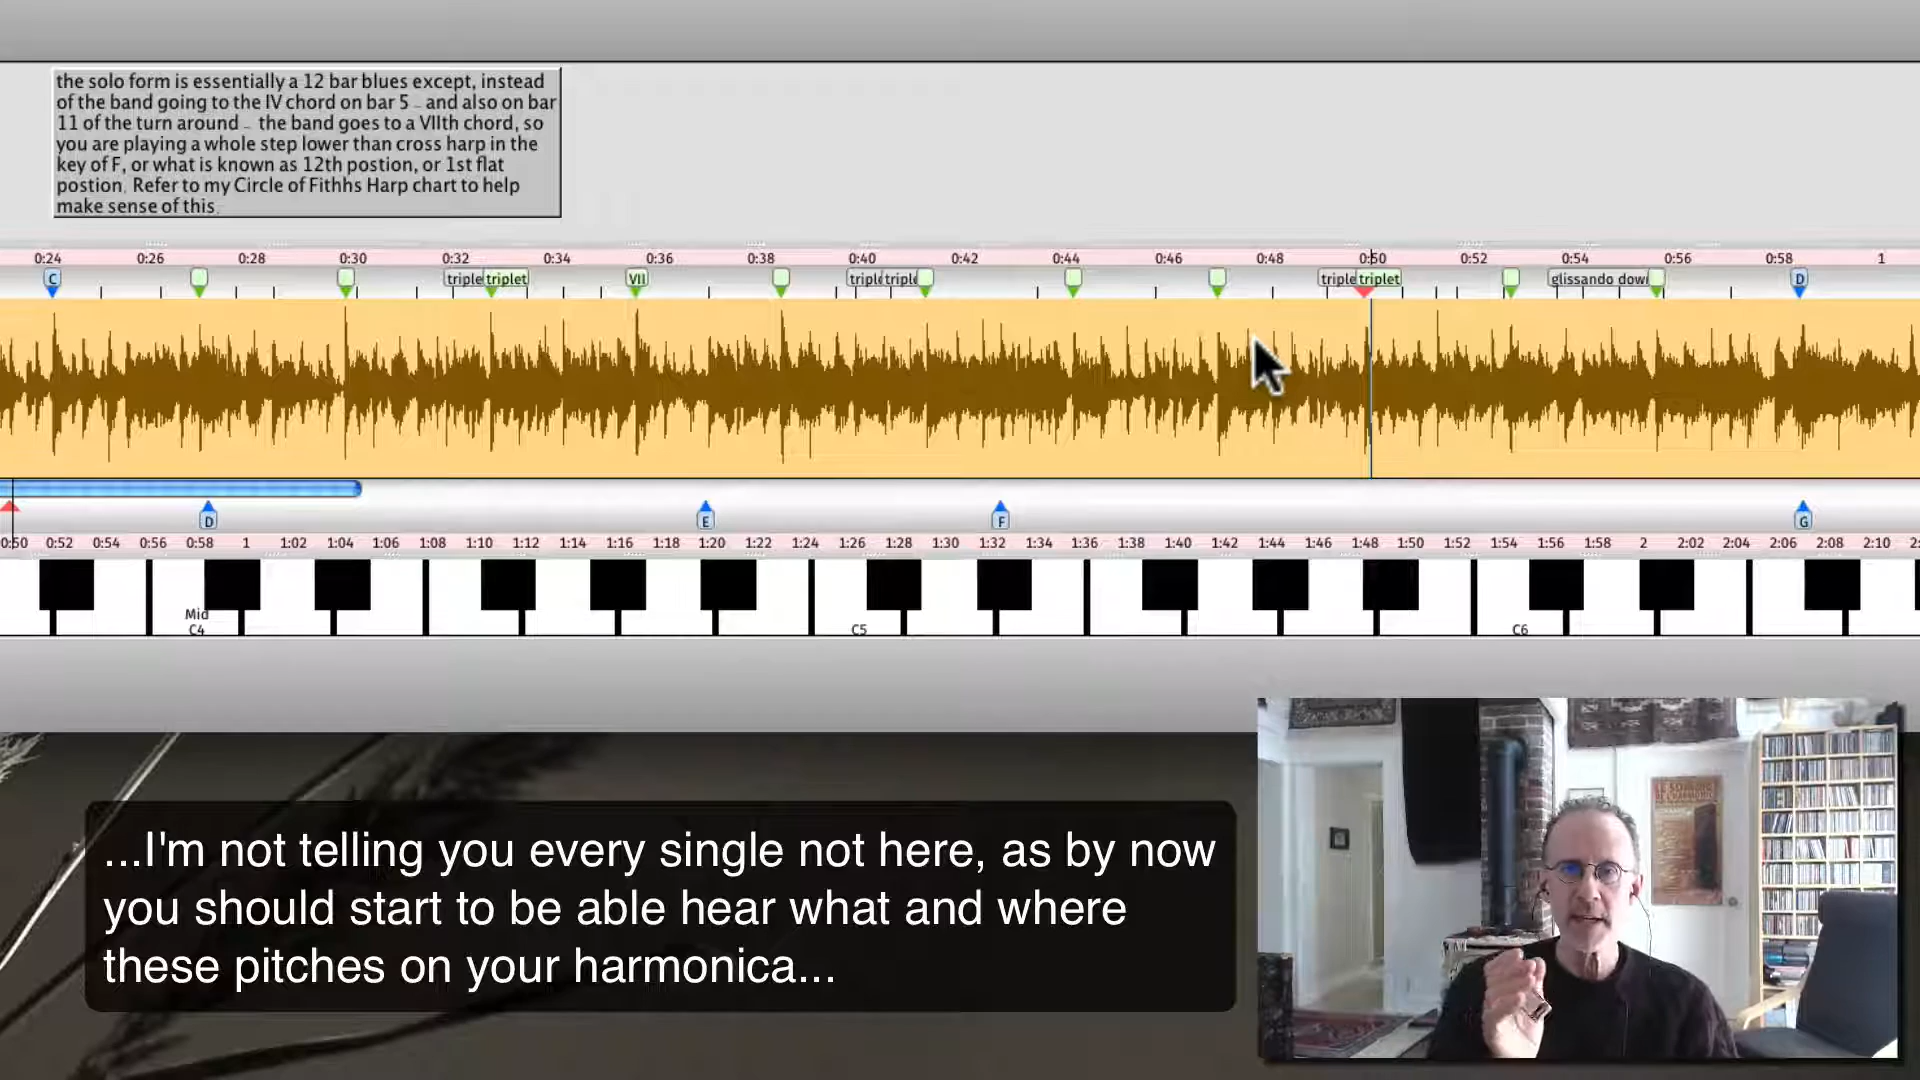 the solo form is essentially a 12 bar blues except, instead
of the band going to the IV chord on bar 5 - and also on bar
11 of the turn around - the band goes to a VIIth chord, so
you are playing a whole step lower than cross harp in the
key of F, or what is known as 12th postion, or 1st flat
postion. Refer to my Circle of Fithhs Harp chart to help
make sense of this.
0:24 0:26 0:28 0:30 0:32 0:34 0:36 0:38 0:40 0:42 0:44 0:46 0:48 0:50 0:52 0:54 0:56 0:58 1
C triple triplet VII triple triple triple triplet glissando down D
D E F G
0:50 0:52 0:54 0:56 0:58 1 1:02 1:04 1:06 1:08 1:10 1:12 1:14 1:16 1:18 1:20 1:22 1:24 1:26 1:28 1:30 1:32 1:34 1:36 1:38 1:40 1:42 1:44 1:46 1:48 1:50 1:52 1:54 1:56 1:58 2 2:02 2:04 2:06 2:08 2:10 2:
Mid
C4 C5 C6
...I'm not telling you every single not here, as by now
you should start to be able hear what and where
these pitches on your harmonica...